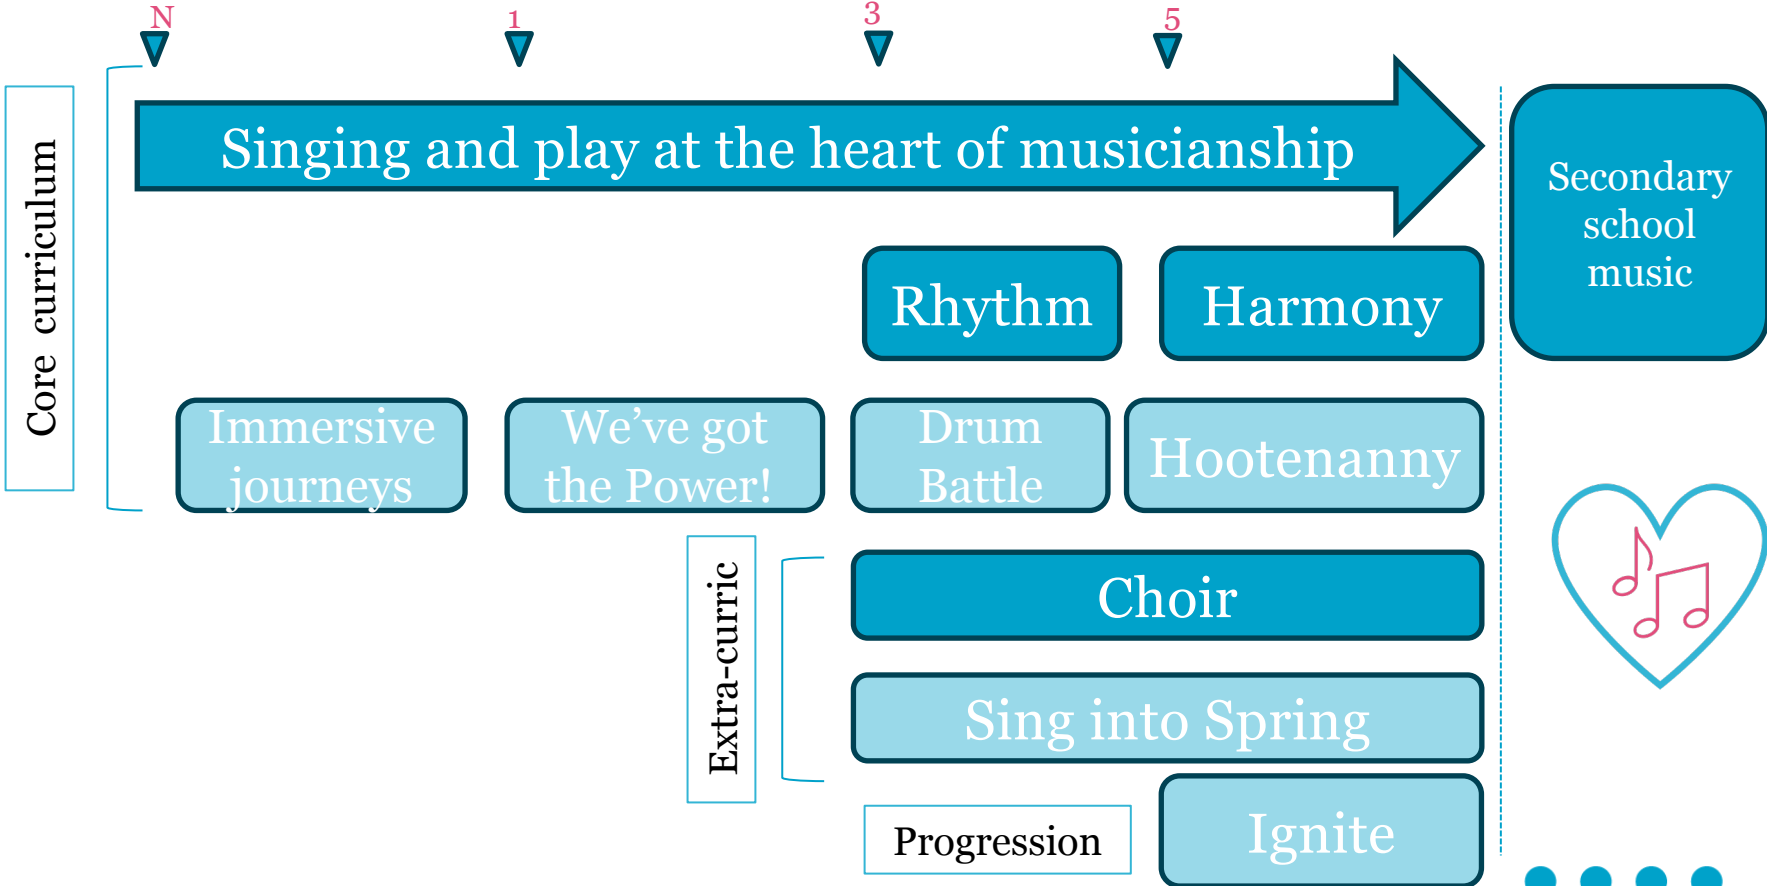 N
1
3
5
Core curriculum
Singing and play at the heart of musicianship
Secondary
school
music
Rhythm
Harmony
Immersive
journeys
We’ve got
the Power!
Drum
Battle
Hootenanny
Extra-curric
Choir
Sing into Spring
Progression
Ignite